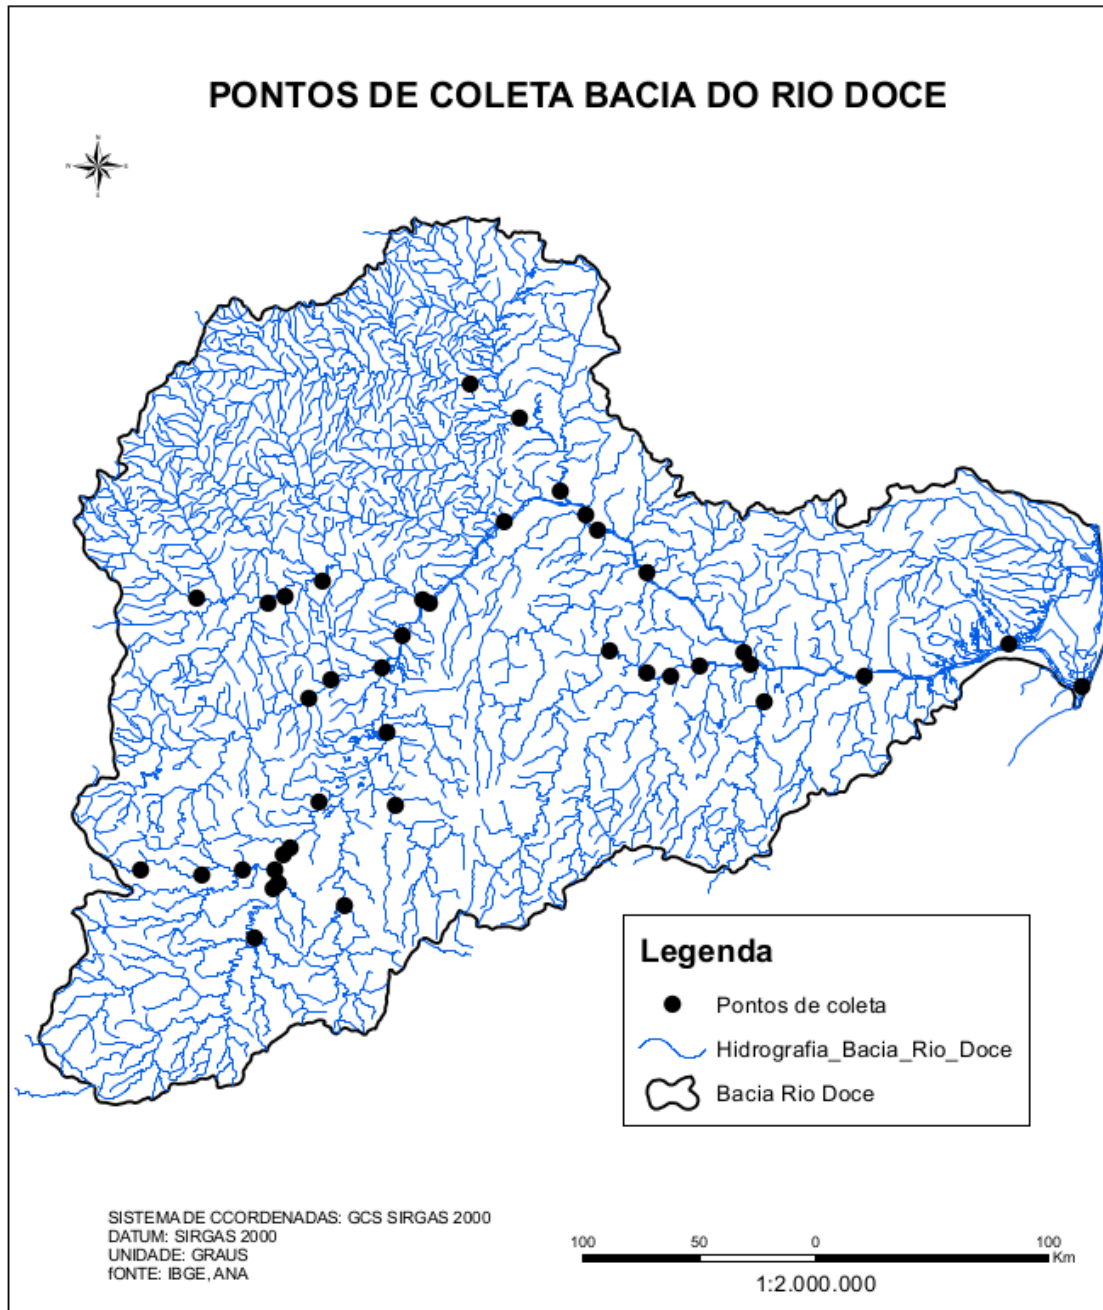 PONTOS DE COLETA BACIA DO RIO DOCE
N
W
E
S
Legenda
Pontos de coleta
Hidrografia_Bacia_Rio_Doce
Bacia Rio Doce
SISTEMA DE CCORDENADAS: GCS SIRGAS 2000
DATUM: SIRGAS 2000
UNIDADE: GRAUS
fONTE: IBGE, ANA
100 50 0 100
Km
1:2.000.000